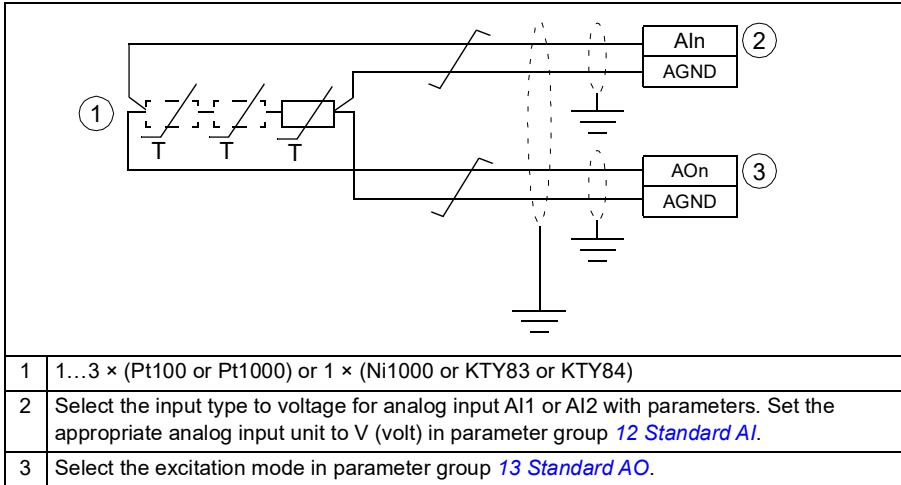 AIn
2
AGND
1
T
T
T
AOn
3
AGND
1 1…3 × (Pt100 or Pt1000) or 1 × (Ni1000 or KTY83 or KTY84)
2 Select the input type to voltage for analog input AI1 or AI2 with parameters. Set the
appropriate analog input unit to V (volt) in parameter group 12 Standard AI.
3 Select the excitation mode in parameter group 13 Standard AO.